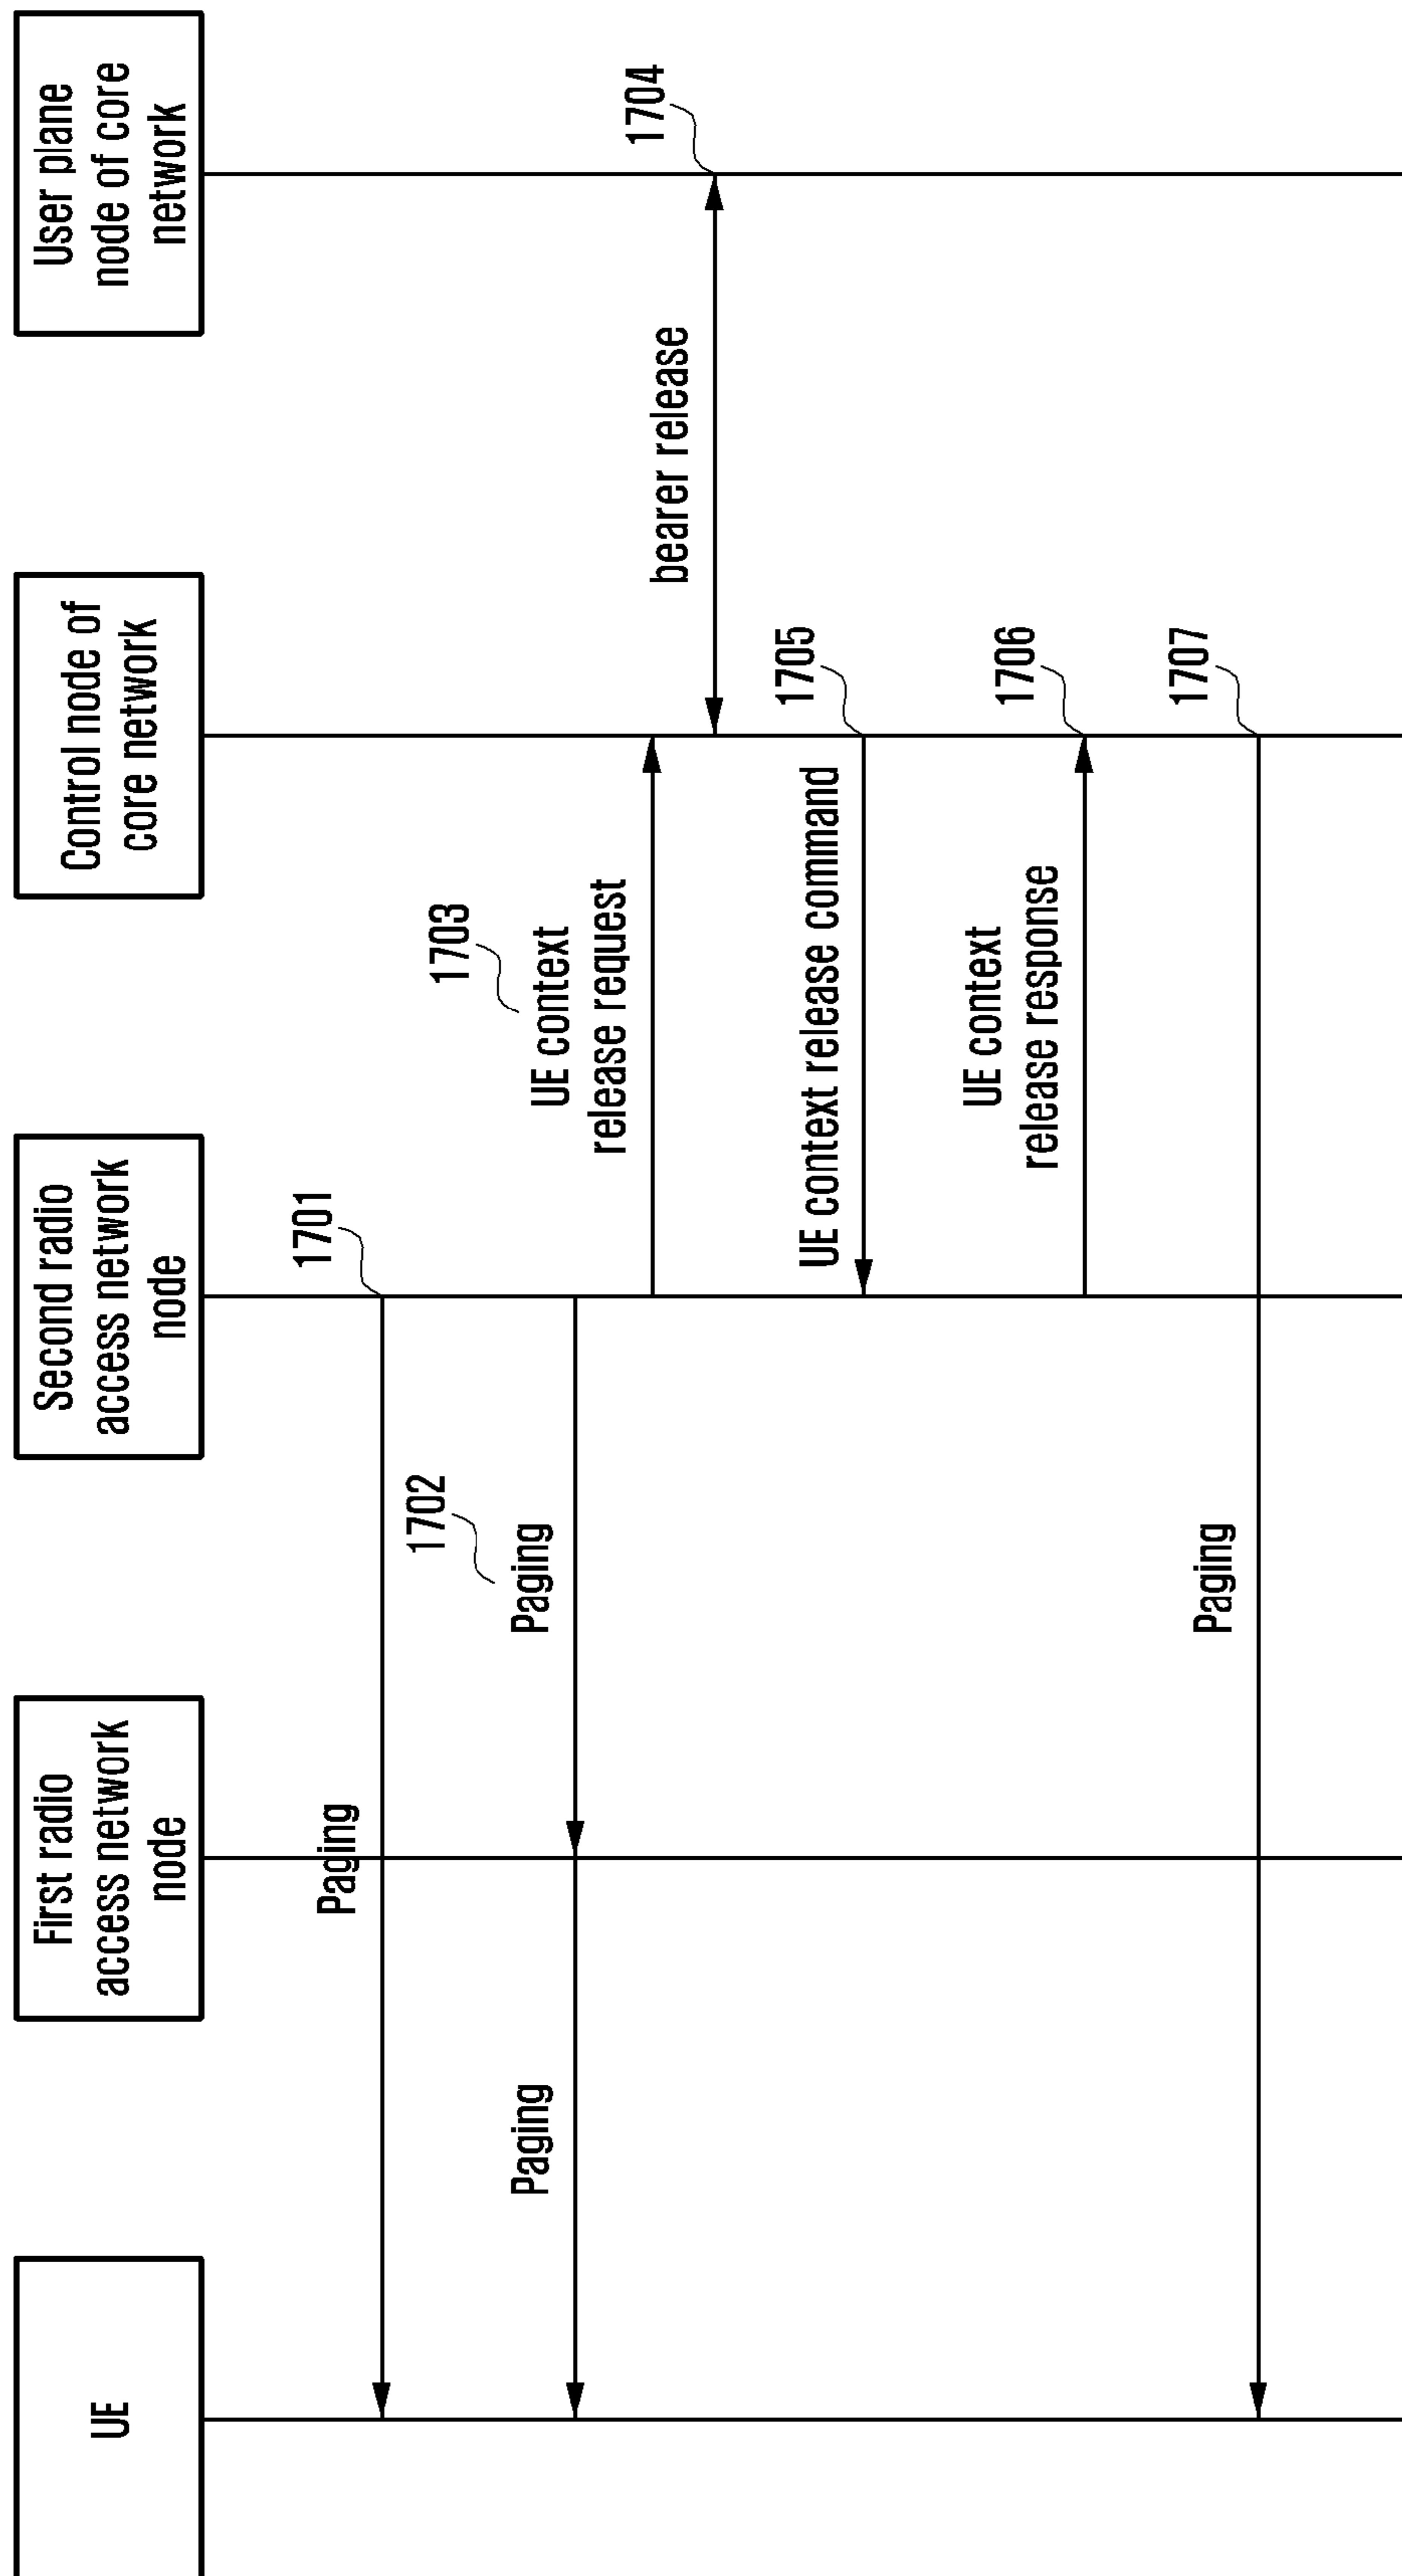 UE
First radio
access network
node
Second radio
access network
node
Control node of
core network
User plane
node of core
network
1701
Paging
1702
Paging
Paging
1703
UE context
release request
1704
bearer release
1705
UE context release command
1706
UE context
release response
1707
Paging